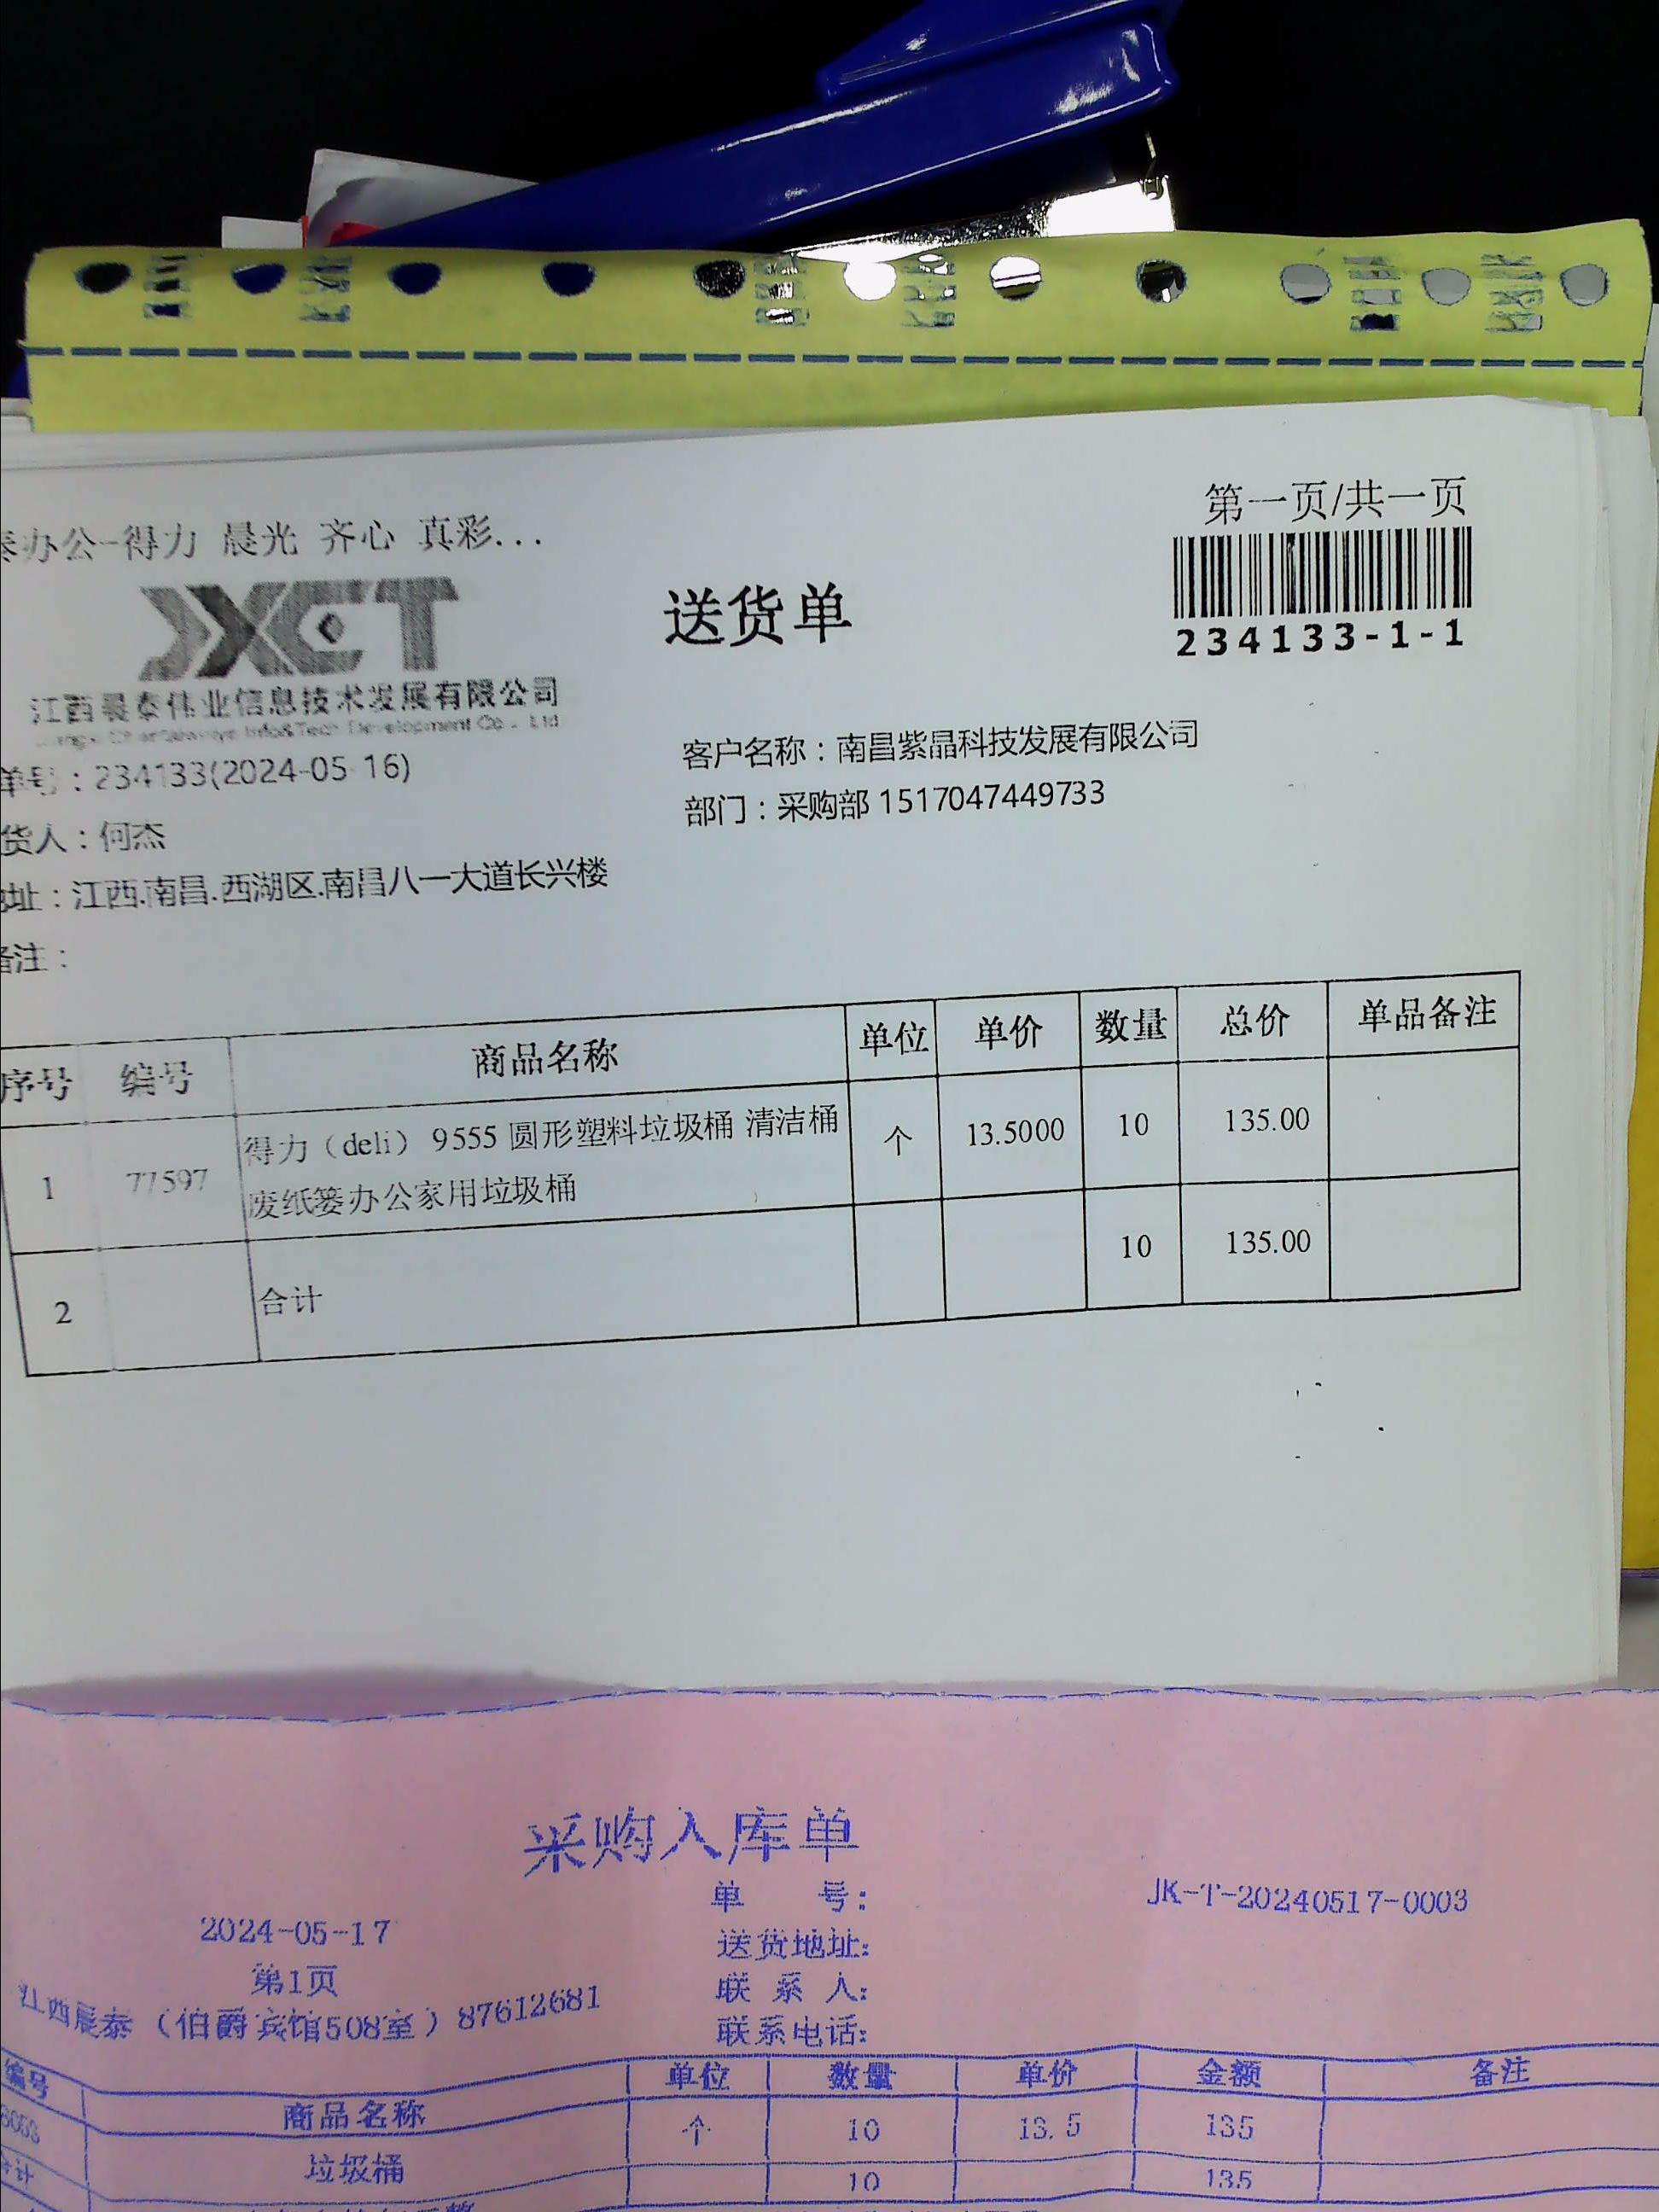 第一页/共一页
泰办公-得力 晨光 齐心 真彩...
JXCT
送货单
234133-1-1
江西晨泰伟业信息技术发展有限公司
单号：234133(2024-05-16)
客户名称：南昌紫晶科技发展有限公司
部门：采购部 1517047449733
货人：何杰
地址：江西.南昌.西湖区.南昌八一大道长兴楼
备注：
序号 编号 商品名称 单位 单价 数量 总价 单品备注
1 77597 得力（deli） 9555 圆形塑料垃圾桶 清洁桶 个 13.5000 10 135.00
废纸篓办公家用垃圾桶
2 合计 10 135.00
采购入库单
单 号： JK-T-20240517-0003
2024-05-17
送货地址：
第1页
联 系 人：
江西晨泰（伯爵宾馆508室）87612681
联系电话：
编号 商品名称 单位 数量 单价 金额 备注
垃圾桶 个 10 13.5 135
合计 10 135